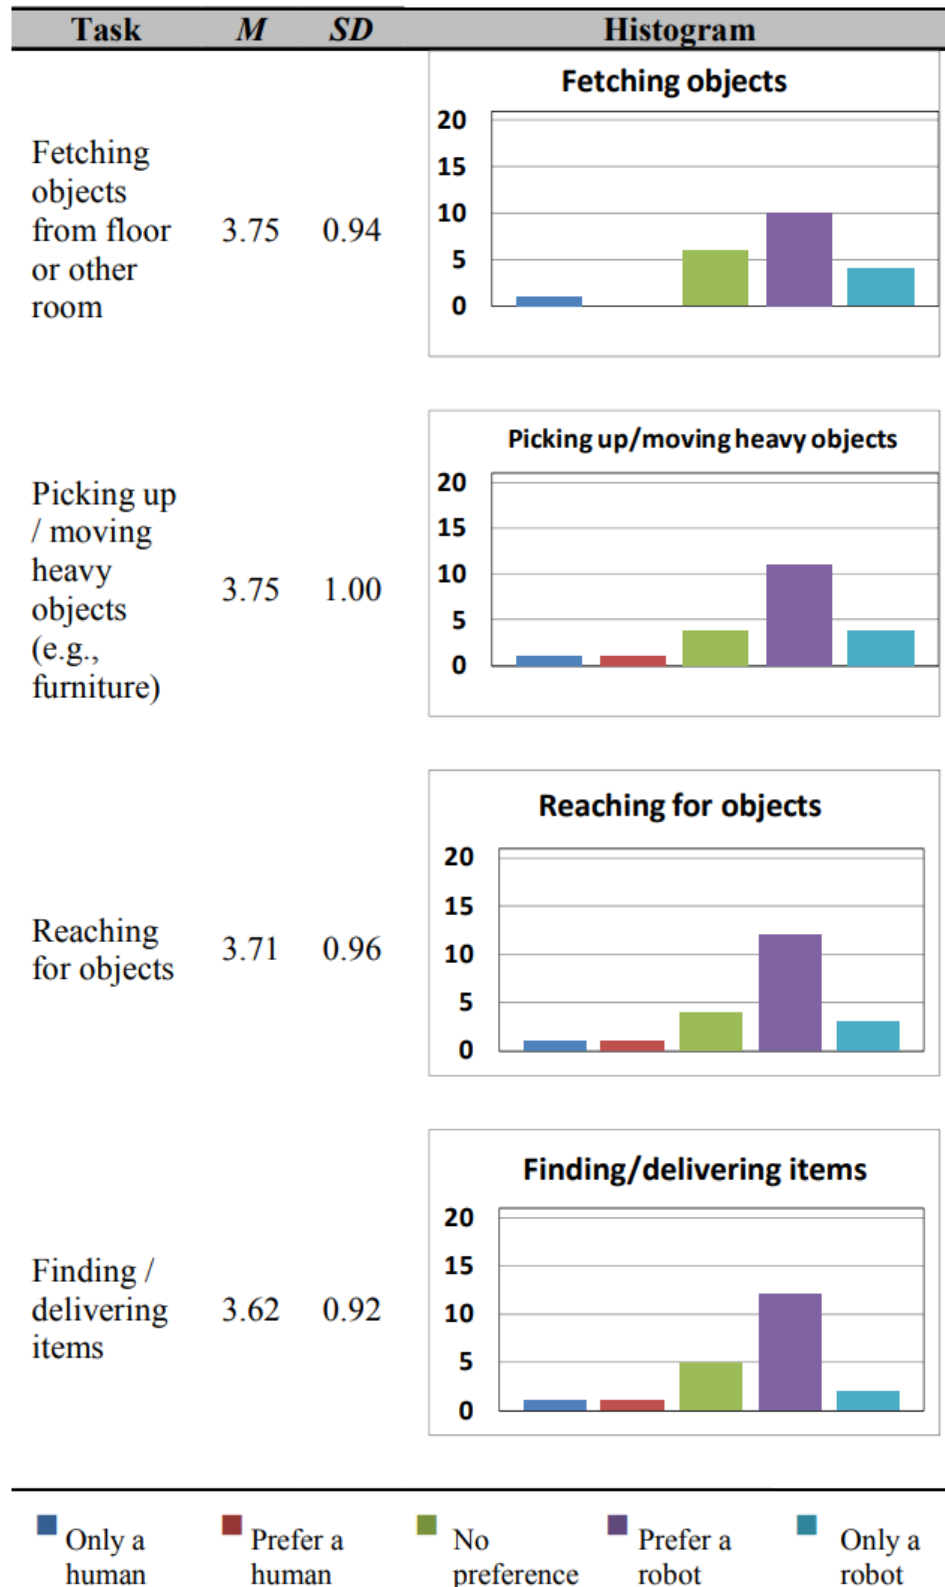 Task M SD Histogram
Fetching objects
20
15
10
5
0
Fetching
objects
from floor
or other
room
3.75 0.94
Picking up/moving heavy objects
20
15
10
5
0
Picking up
/ moving
heavy
objects
(e.g.,
furniture)
3.75 1.00
Reaching for objects
20
15
10
5
0
Reaching
for objects
3.71 0.96
Finding/delivering items
20
15
10
5
0
Finding /
delivering
items
3.62 0.92
Only a
human
Prefer a
human
No
preference
Prefer a
robot
Only a
robot